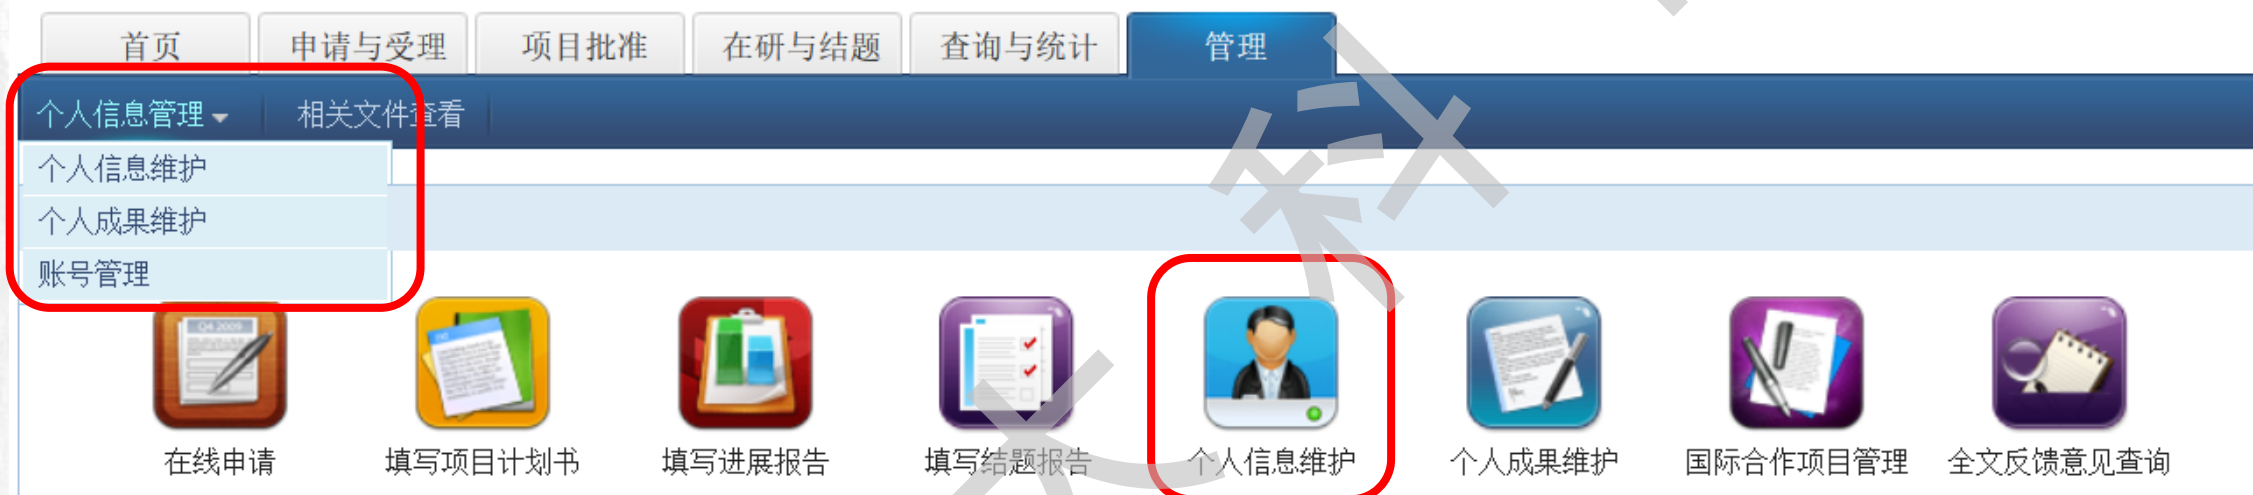 首页 申请与受理 项目批准 在研与结题 查询与统计 管理
个人信息管理 相关文件查看
个人信息维护
个人成果维护
账号管理
Q4 2009
在线申请 填写项目计划书 填写进展报告 填写结题报告 个人信息维护 个人成果维护 国际合作项目管理 全文反馈意见查询